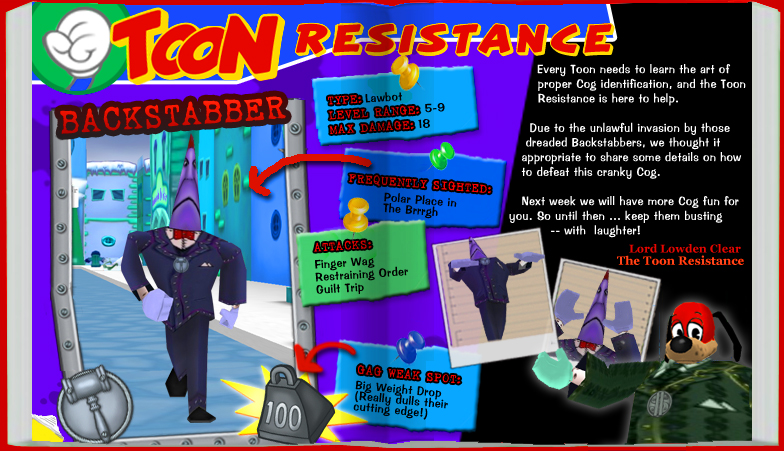 TOON RESISTANCE
BACKSTABBER
TYPE: Lawbot
LEVEL RANGE: 5-9
MAX DAMAGE: 18
FREQUENTLY SIGHTED:
Polar Place in
The Brrrgh
ATTACKS:
Finger Wag
Restraining Order
Guilt Trip
GAG WEAK SPOT:
Big Weight Drop
(Really dulls their
cutting edge!)
100
Every Toon needs to learn the art of
proper Cog identification, and the Toon
Resistance is here to help.
Due to the unlawful invasion by those
dreaded Backstabbers, we thought it
appropriate to share some details on how
to defeat this cranky Cog.
Next week we will have more Cog fun for
you. So until then ... keep them busting
-- with laughter!
Lord Lowden Clear
The Toon Resistance